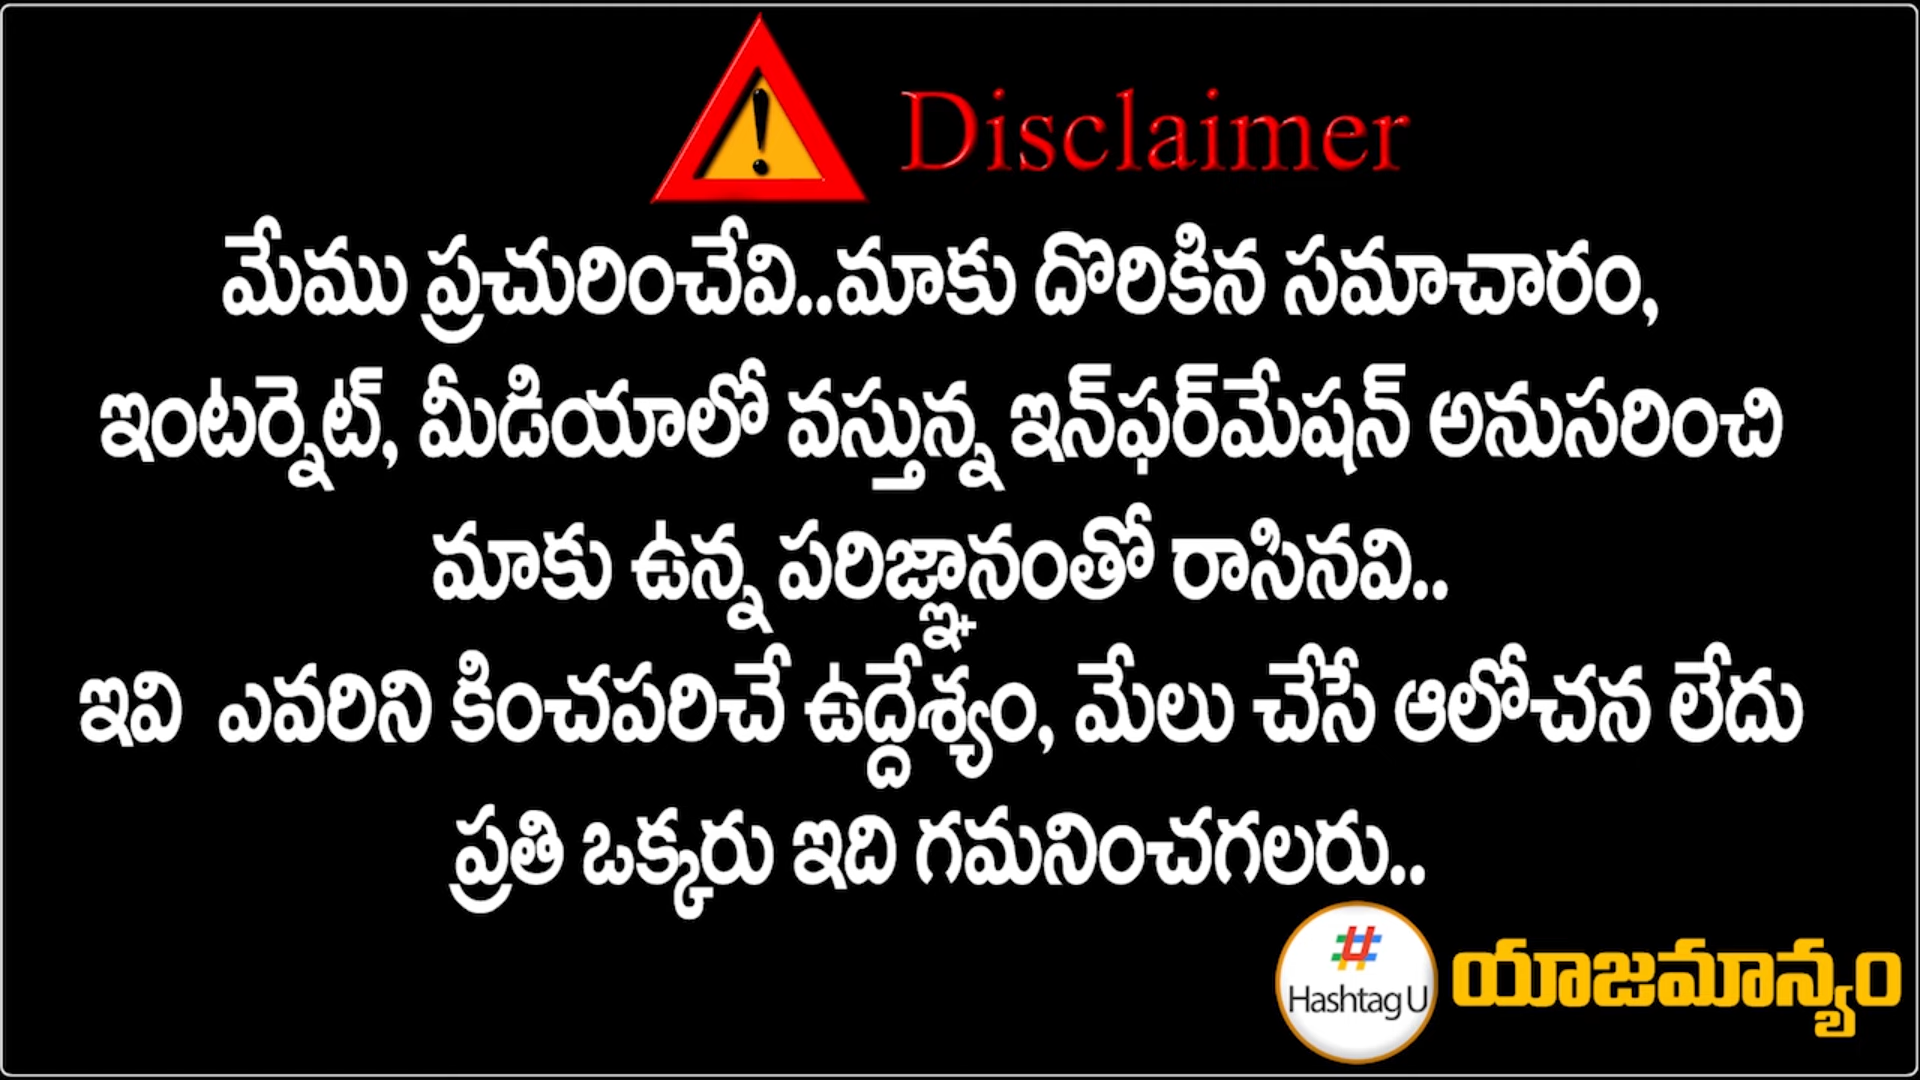 Disclaimer
మేము ప్రచురించేవి..మాకు దొరికిన సమాచారం,
ఇంటర్నెట్, మీడియాలో వస్తున్న ఇన్‌ఫర్‌మేషన్ అనుసరించి
మాకు ఉన్న పరిజ్ఞానంతో రాసినవి..
ఇవి ఎవరిని కించపరిచే ఉద్దేశ్యం, మేలు చేసే ఆలోచన లేదు
ప్రతి ఒక్కరు ఇది గమనించగలరు..
Hashtag U యాజమాన్యం